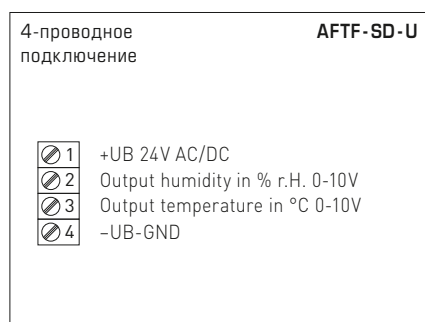 4-проводное AFTF-SD-U
подключение
1 +UB 24V AC/DC
2 Output humidity in % r.H. 0-10V
3 Output temperature in °C 0-10V
4 –UB-GND